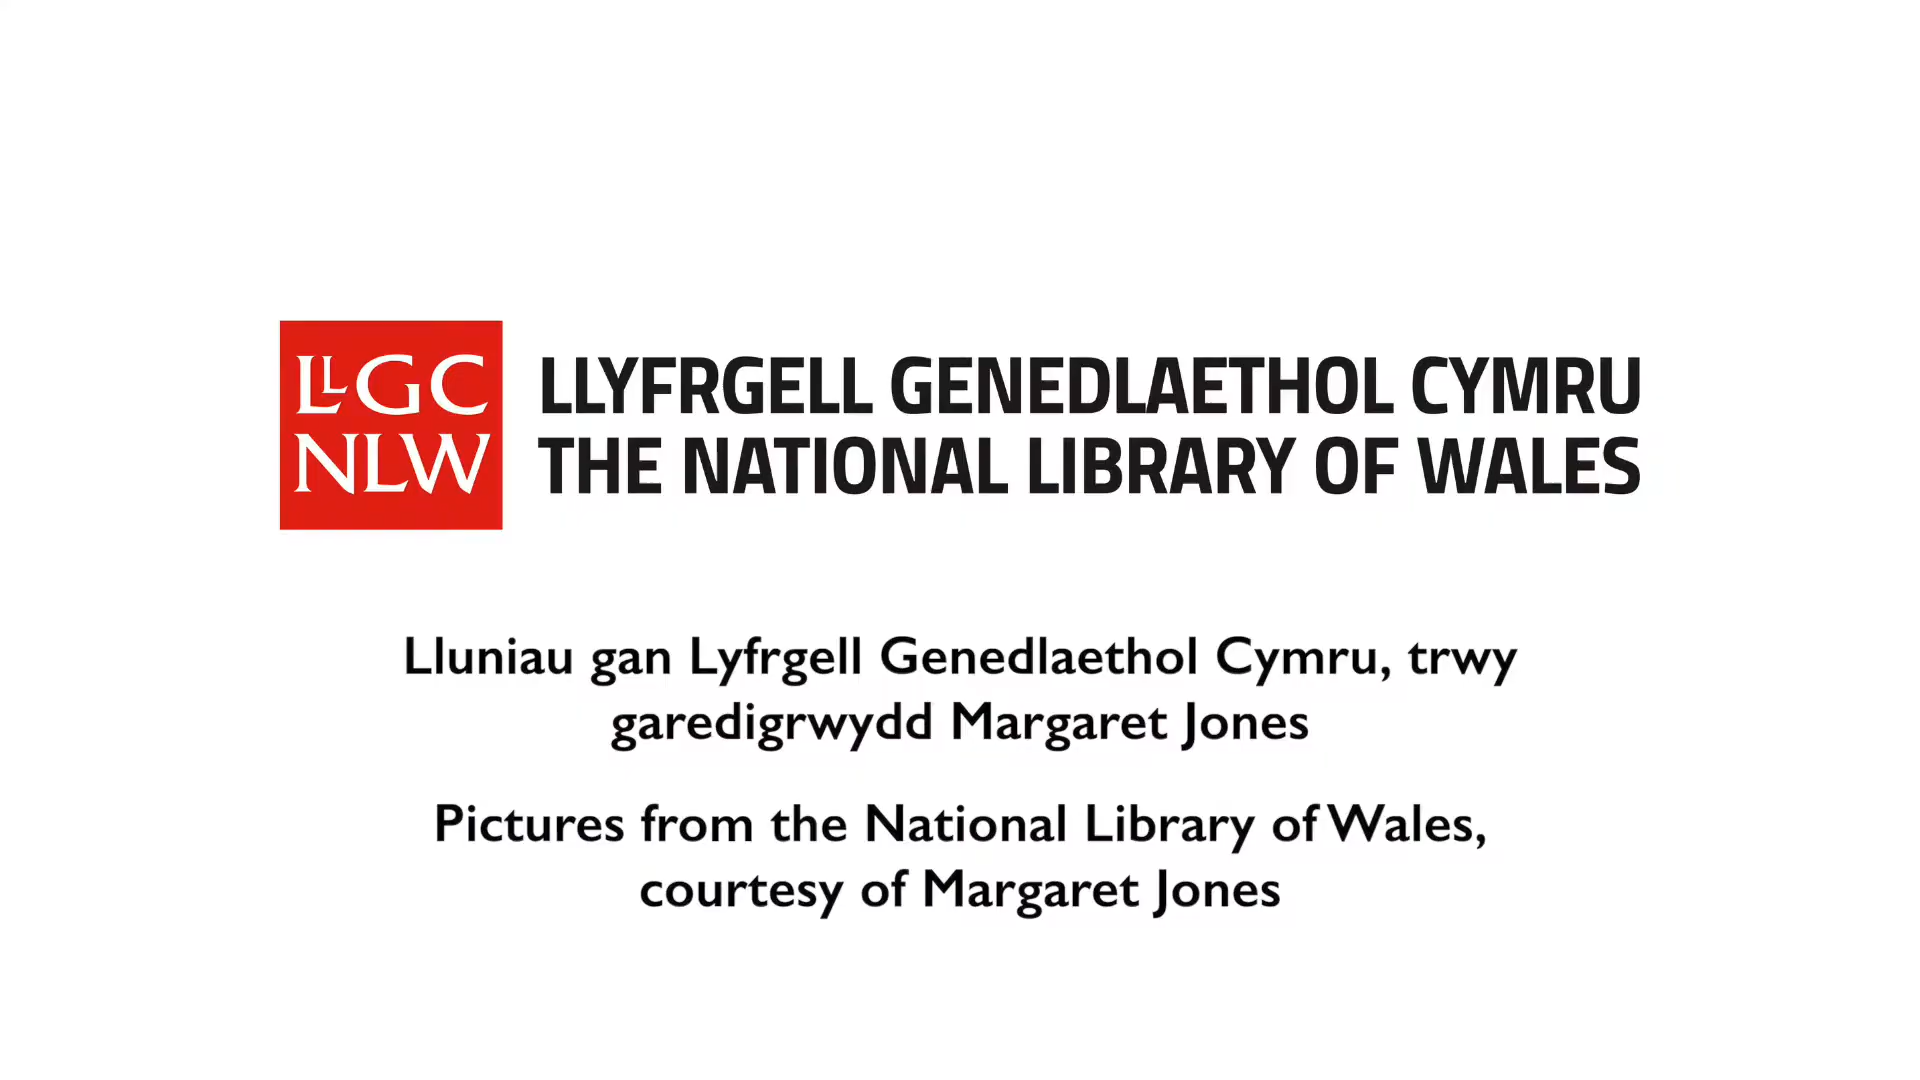 LLGC
NLW
LLYFRGELL GENEDLAETHOL CYMRU
THE NATIONAL LIBRARY OF WALES
Lluniau gan Lyfrgell Genedlaethol Cymru, trwy
garedigrwydd Margaret Jones
Pictures from the National Library of Wales,
courtesy of Margaret Jones